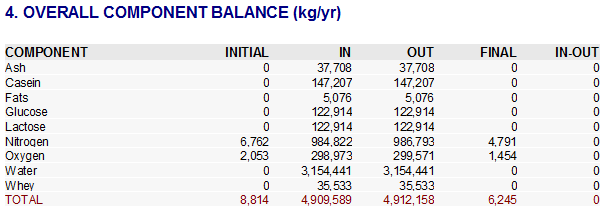 4. OVERALL COMPONENT BALANCE (kg/yr)
COMPONENT INITIAL IN OUT FINAL IN-OUT
Ash 0 37,708 37,708 0 0
Casein 0 147,207 147,207 0 0
Fats 0 5,076 5,076 0 0
Glucose 0 122,914 122,914 0 0
Lactose 0 122,914 122,914 0 0
Nitrogen 6,762 984,822 986,793 4,791 0
Oxygen 2,053 298,973 299,571 1,454 0
Water 0 3,154,441 3,154,441 0 0
Whey 0 35,533 35,533 0 0
TOTAL 8,814 4,909,589 4,912,158 6,245 0